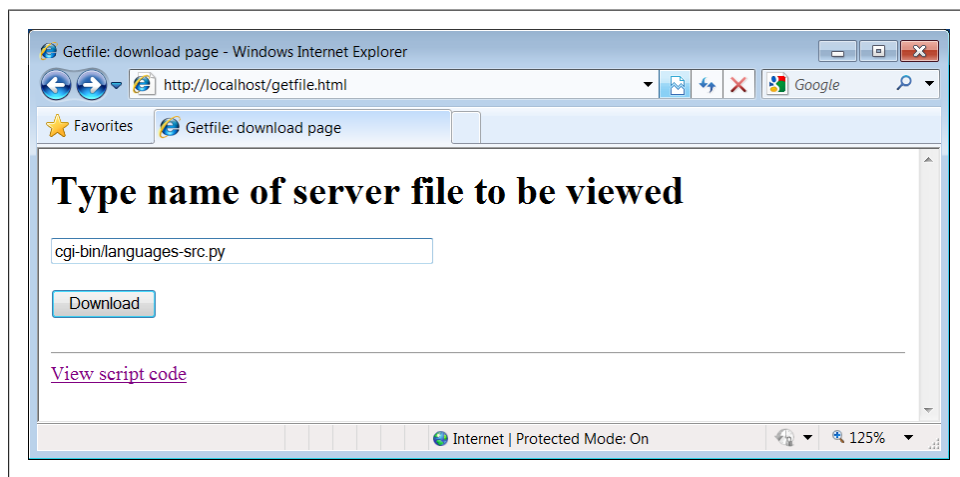 Getfile: download page - Windows Internet Explorer
http://localhost/getfile.html
Google
Favorites
Getfile: download page
Type name of server file to be viewed
cgi-bin/languages-src.py
Download
View script code
Internet | Protected Mode: On
125%